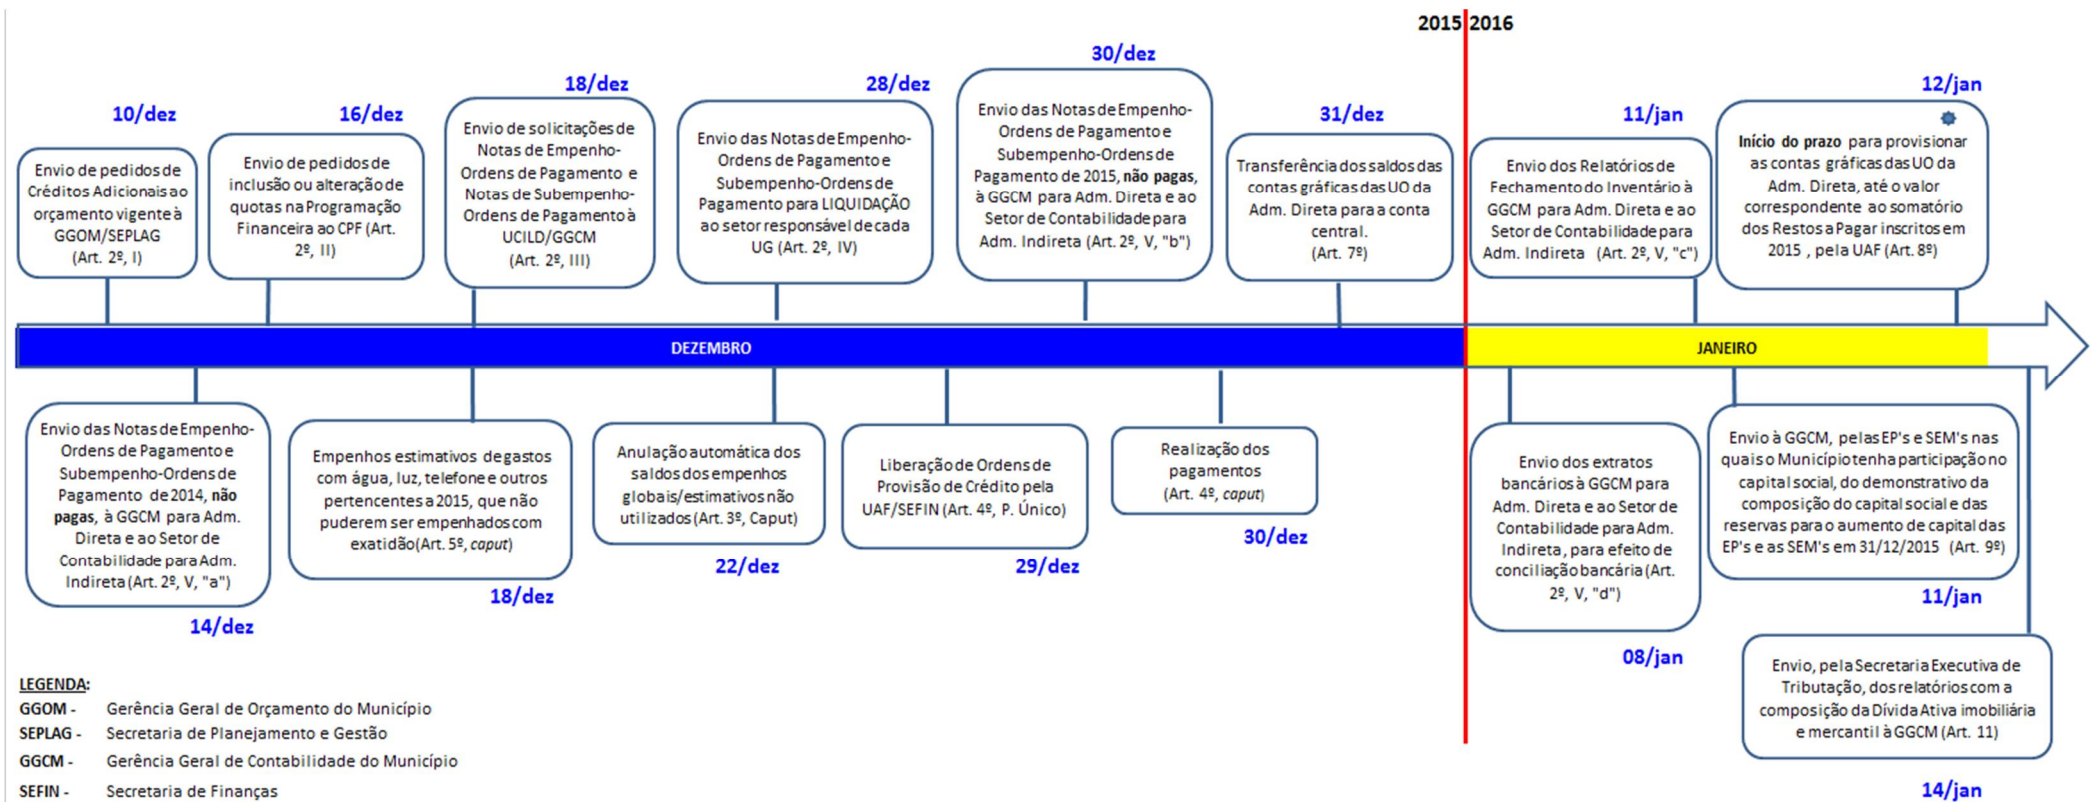 2015 2016
10/dez
Envio de pedidos de
Créditos Adicionais ao
orçamento vigente à
GGOM/SEPLAG
(Art. 2º, I)
16/dez
Envio de pedidos de
inclusão ou alteração de
quotas na Programação
Financeira ao CPF (Art.
2º, II)
18/dez
Envio de solicitações de
Notas de Empenho-
Ordens de Pagamento e
Notas de Subempenho-
Ordens de Pagamento à
UCILD/GGCM
(Art. 2º, III)
28/dez
Envio das Notas de Empenho-
Ordens de Pagamento e
Subempenho-Ordens de
Pagamento para LIQUIDAÇÃO
ao setor responsável de cada
UG (Art. 2º, IV)
30/dez
Envio das Notas de Empenho-
Ordens de Pagamento e
Subempenho-Ordens de
Pagamento de 2015, não pagas,
à GGCM para Adm. Direta e ao
Setor de Contabilidade para
Adm. Indireta (Art. 2º, V, "b")
31/dez
Transferência dos saldos das
contas gráficas das UO da
Adm. Direta para a conta
central.
(Art. 7º)
11/jan
Envio dos Relatórios de
Fechamento do Inventário à
GGCM para Adm. Direta e ao
Setor de Contabilidade para
Adm. Indireta (Art. 2º, V, "c")
12/jan
Início do prazo para provisionar
as contas gráficas das UO da
Adm. Direta, até o valor
correspondente ao somatório
dos Restos a Pagar inscritos em
2015 , pela UAF (Art. 8º)
DEZEMBRO
JANEIRO
Envio das Notas de Empenho-
Ordens de Pagamento e
Subempenho-Ordens de
Pagamento de 2014, não
pagas, à GGCM para Adm.
Direta e ao Setor de
Contabilidade para Adm.
Indireta (Art. 2º, V, "a")
14/dez
Empenhos estimativos de gastos
com água, luz, telefone e outros
pertencentes a 2015, que não
puderem ser empenhados com
exatidão(Art. 5º, caput)
18/dez
Anulação automática dos
saldos dos empenhos
globais/estimativos não
utilizados (Art. 3º, Caput)
22/dez
Liberação de Ordens de
Provisão de Crédito pela
UAF/SEFIN (Art. 4º, P. Único)
29/dez
Realização dos
pagamentos
(Art. 4º, caput)
30/dez
Envio dos extratos
bancários à GGCM para
Adm. Direta e ao Setor de
Contabilidade para Adm.
Indireta, para efeito de
conciliação bancária (Art.
2º, V, "d")
08/jan
Envio à GGCM, pelas EP's e SEM's nas
quais o Município tenha participação no
capital social, do demonstrativo da
composição do capital social e das
reservas para o aumento de capital das
EP's e as SEM's em 31/12/2015 (Art. 9º)
11/jan
Envio, pela Secretaria Executiva de
Tributação, dos relatórios com a
composição da Dívida Ativa imobiliária
e mercantil à GGCM (Art. 11)
14/jan
LEGENDA:
GGOM - Gerência Geral de Orçamento do Município
SEPLAG - Secretaria de Planejamento e Gestão
GGCM - Gerência Geral de Contabilidade do Município
SEFIN - Secretaria de Finanças